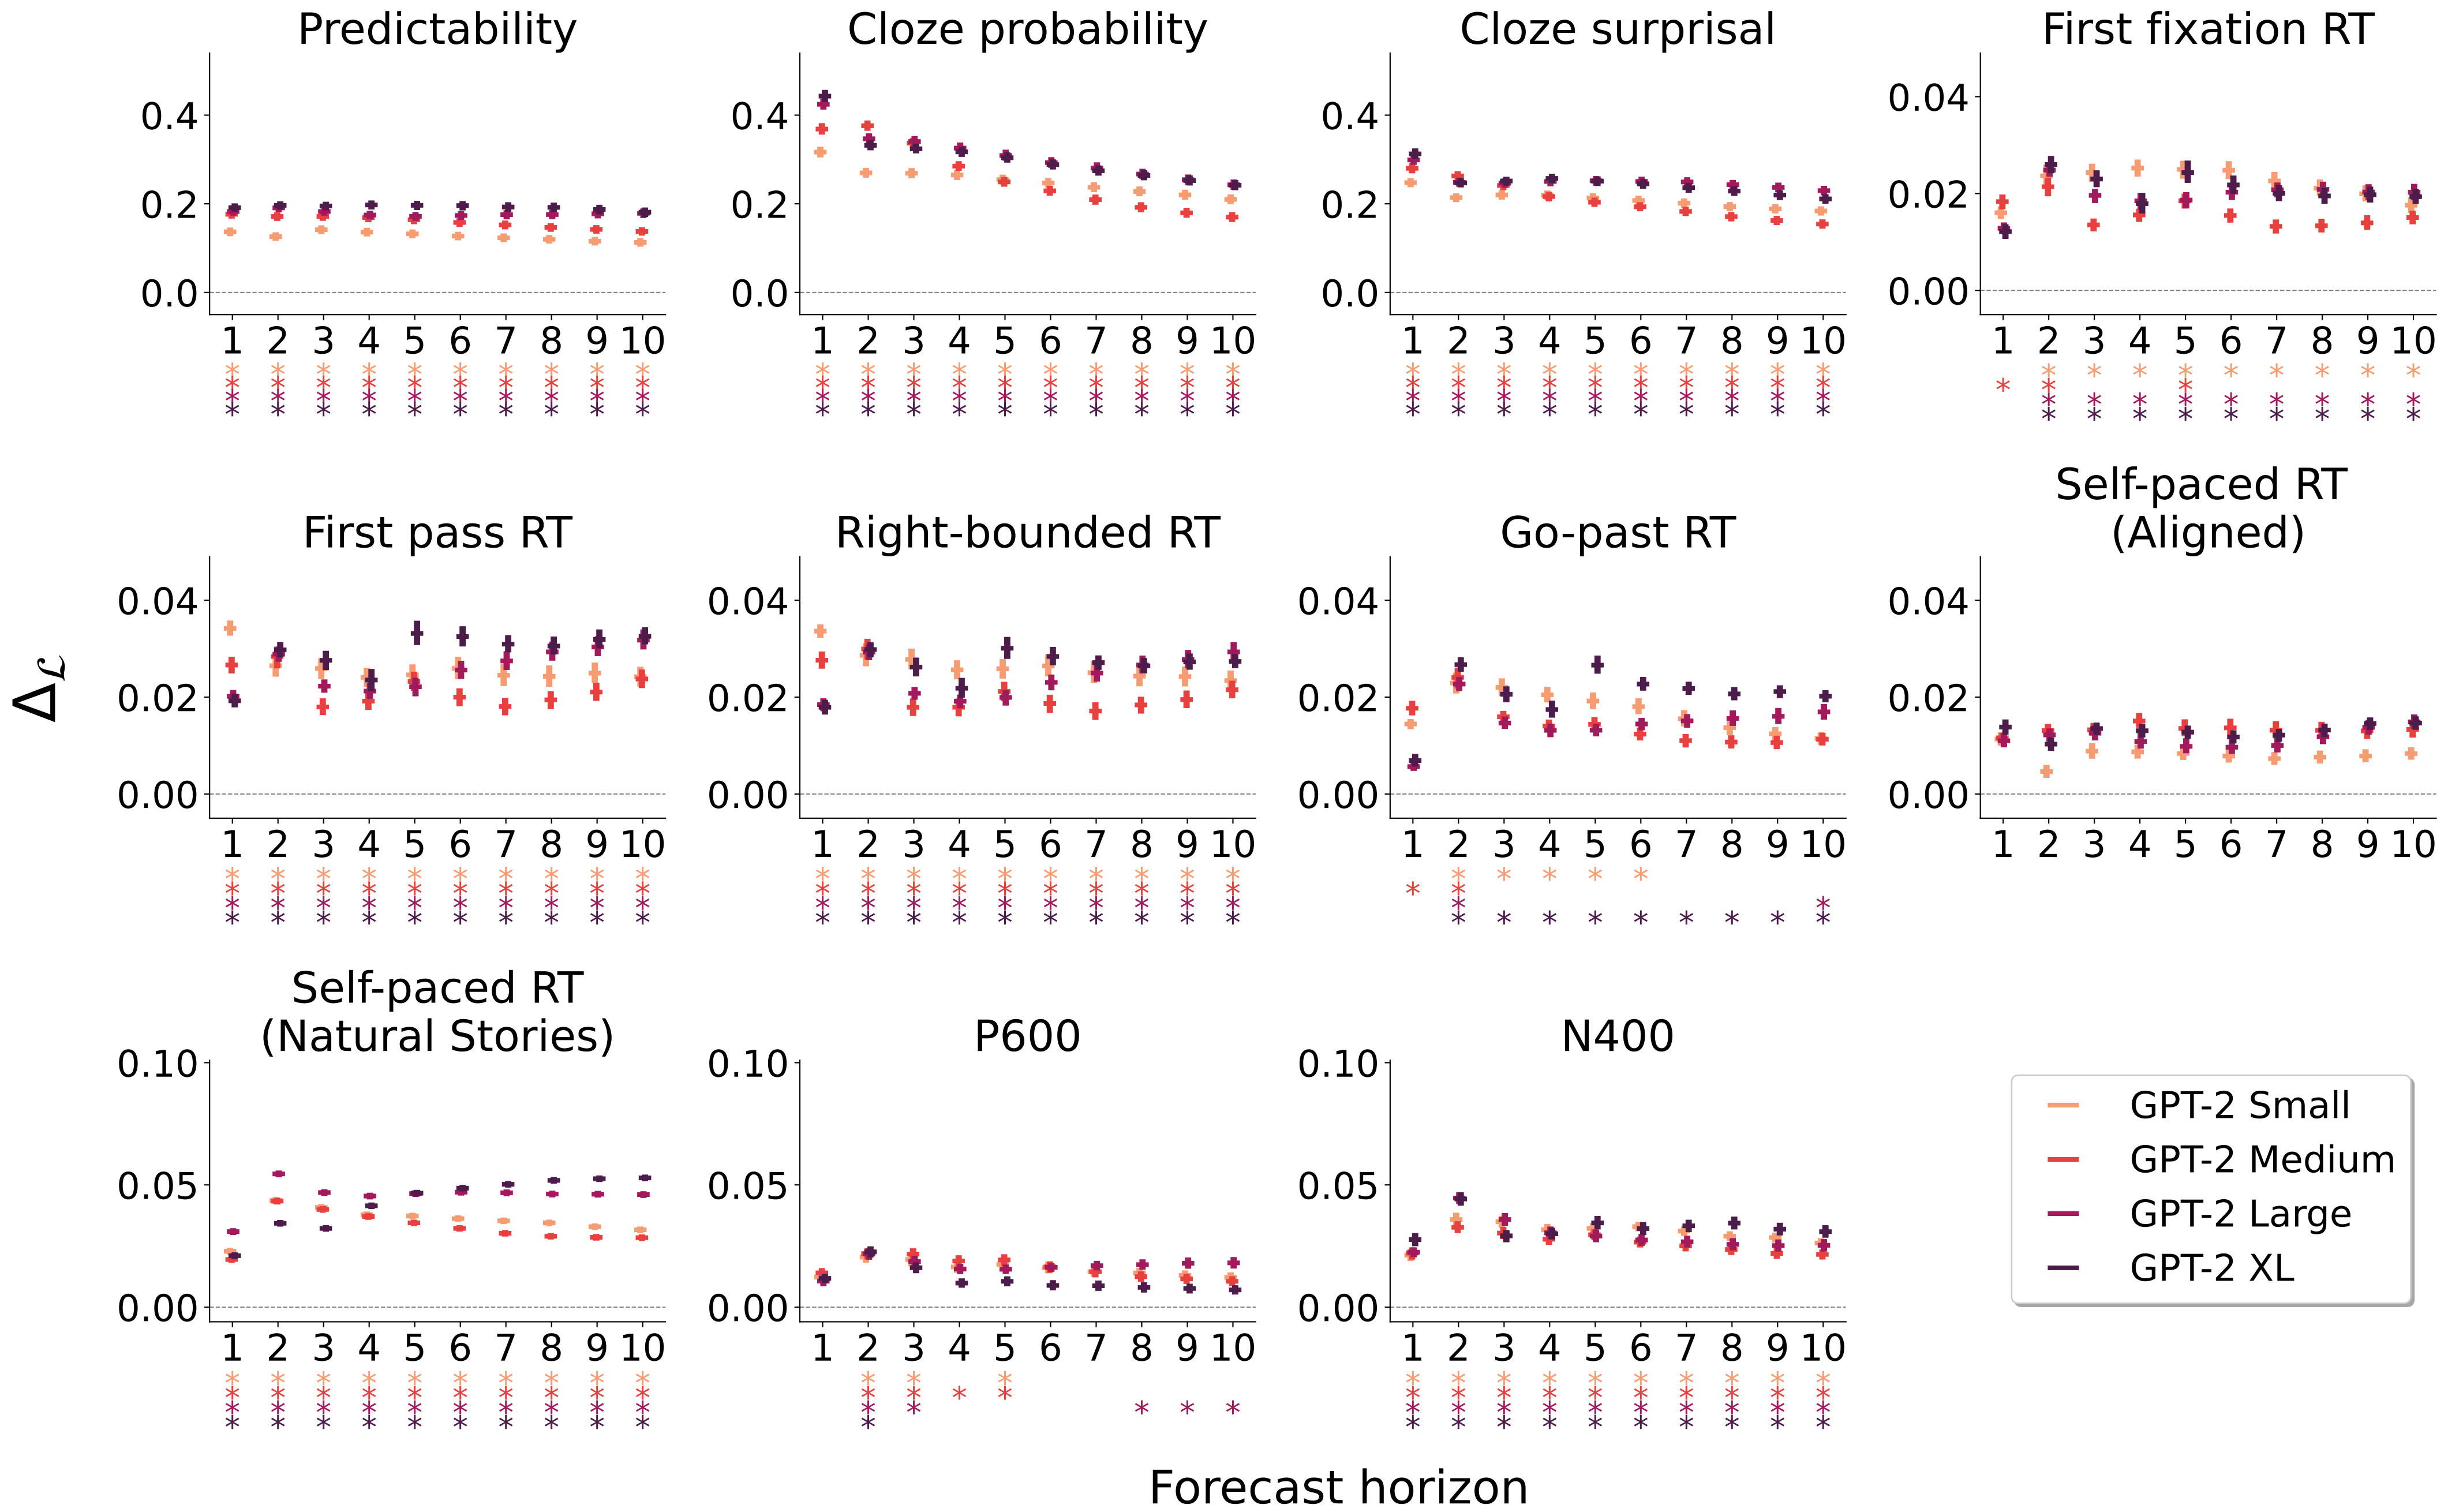 Predictability
Cloze probability
Cloze surprisal
First fixation RT
0.4
0.2
0.0
1 2 3 4 5 6 7 8 9 10
* * * * * * * * * *
* * * * * * * * * *
* * * * * * * * * *
* * * * * * * * * *
0.4
0.2
0.0
1 2 3 4 5 6 7 8 9 10
* * * * * * * * * *
* * * * * * * * * *
* * * * * * * * * *
* * * * * * * * * *
0.4
0.2
0.0
1 2 3 4 5 6 7 8 9 10
* * * * * * * * * *
* * * * * * * * * *
* * * * * * * * * *
* * * * * * * * * *
0.04
0.02
0.00
1 2 3 4 5 6 7 8 9 10
* * * * * * * * *
* * *
* * * * * * * * *
* * * * * * * * *
Δℒ
First pass RT
Right-bounded RT
Go-past RT
Self-paced RT
(Aligned)
0.04
0.02
0.00
1 2 3 4 5 6 7 8 9 10
* * * * * * * * * *
* * * * * * * * * *
* * * * * * * * * *
* * * * * * * * * *
0.04
0.02
0.00
1 2 3 4 5 6 7 8 9 10
* * * * * * * * * *
* * * * * * * * * *
* * * * * * * * * *
* * * * * * * * * *
0.04
0.02
0.00
1 2 3 4 5 6 7 8 9 10
* * * * *
* *
* *
* * * * * * * * *
0.04
0.02
0.00
1 2 3 4 5 6 7 8 9 10
Self-paced RT
(Natural Stories)
P600
N400
0.10
0.05
0.00
1 2 3 4 5 6 7 8 9 10
* * * * * * * * * *
* * * * * * * * * *
* * * * * * * * * *
* * * * * * * * * *
0.10
0.05
0.00
1 2 3 4 5 6 7 8 9 10
* * *
* * * *
* * * * *
*
0.10
0.05
0.00
1 2 3 4 5 6 7 8 9 10
* * * * * * * * * *
* * * * * * * * * *
* * * * * * * * * *
* * * * * * * * * *
GPT-2 Small
GPT-2 Medium
GPT-2 Large
GPT-2 XL
Forecast horizon